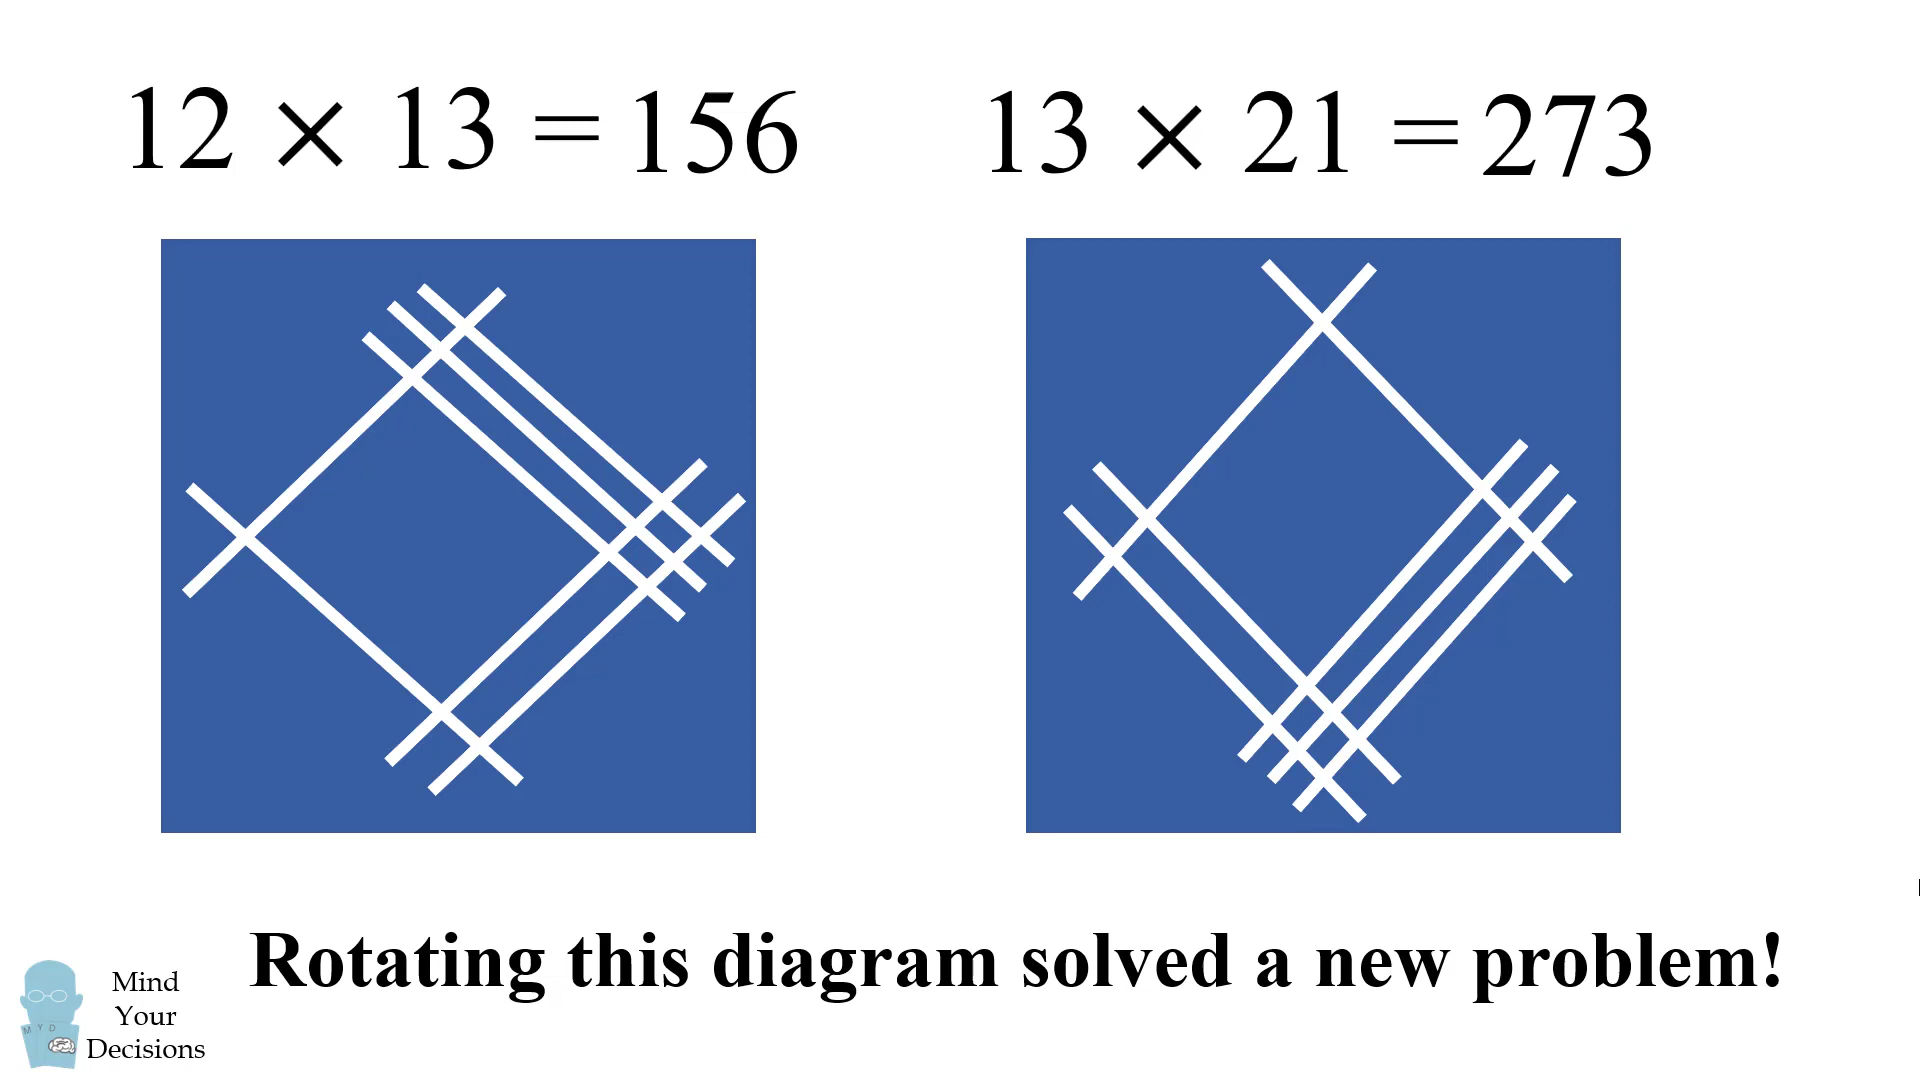 12 × 13 = 156
13 × 21 = 273
Rotating this diagram solved a new problem!
M Y D
Mind
Your
Decisions